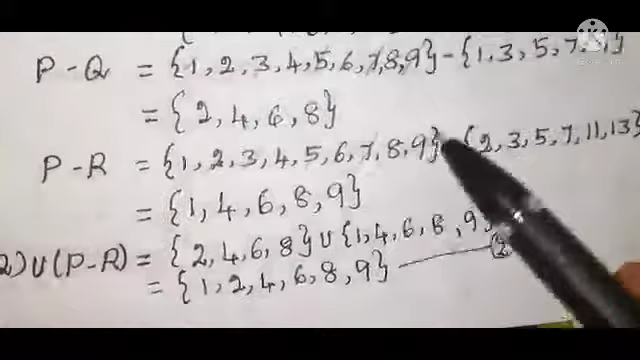 P-Q = {1,2,3,4,5,6,7,8,9} - {1,3,5,7,
= {2,4,6,8}
P-R = {1,2,3,4,5,6,7,8,9} {2,3,5,7,11,13}
= {1,4,6,8,9}
)U(P-R) = {2,4,6,8} U {1,4,6,8,9}
= {1,2,4,6,8,9} — (2)